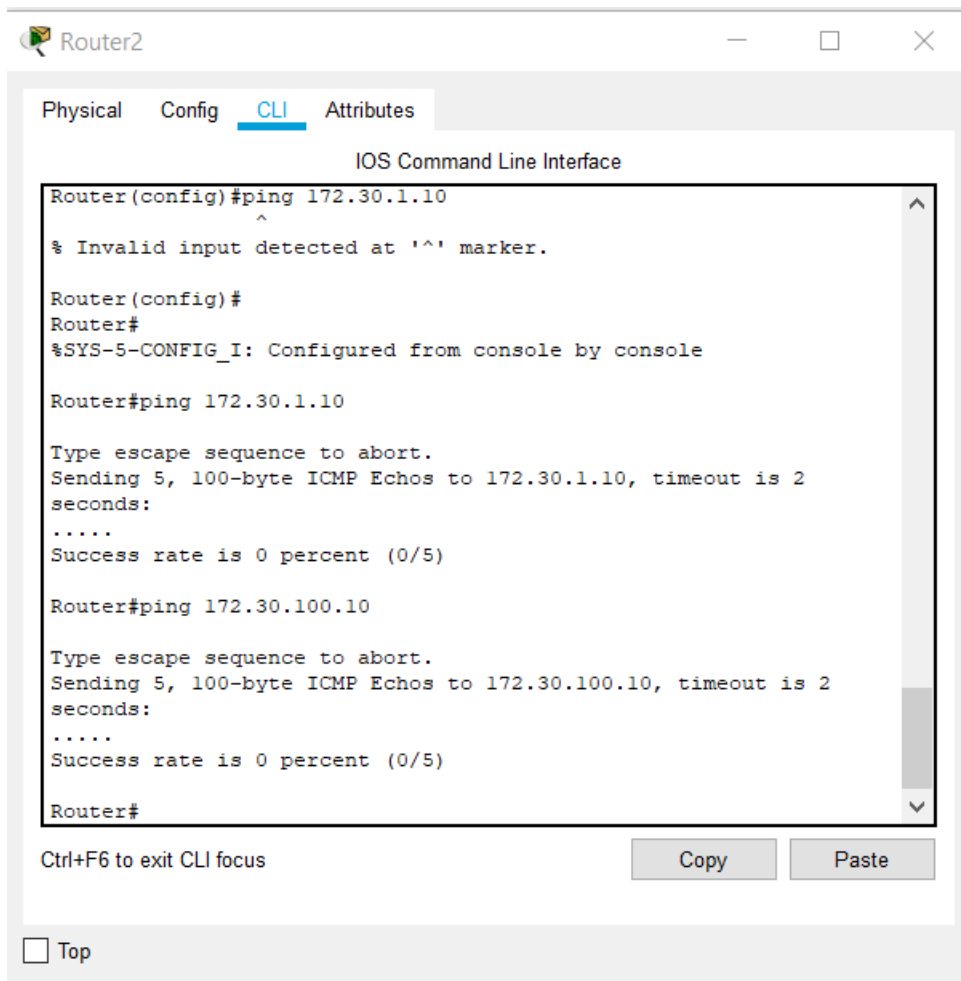 Router2
Physical Config CLI Attributes
IOS Command Line Interface
Router(config)#ping 172.30.1.10
^
% Invalid input detected at '^' marker.
Router(config)#
Router#
%SYS-5-CONFIG_I: Configured from console by console
Router#ping 172.30.1.10
Type escape sequence to abort.
Sending 5, 100-byte ICMP Echos to 172.30.1.10, timeout is 2
seconds:
.....
Success rate is 0 percent (0/5)
Router#ping 172.30.100.10
Type escape sequence to abort.
Sending 5, 100-byte ICMP Echos to 172.30.100.10, timeout is 2
seconds:
.....
Success rate is 0 percent (0/5)
Router#
Ctrl+F6 to exit CLI focus
Copy
Paste
Top